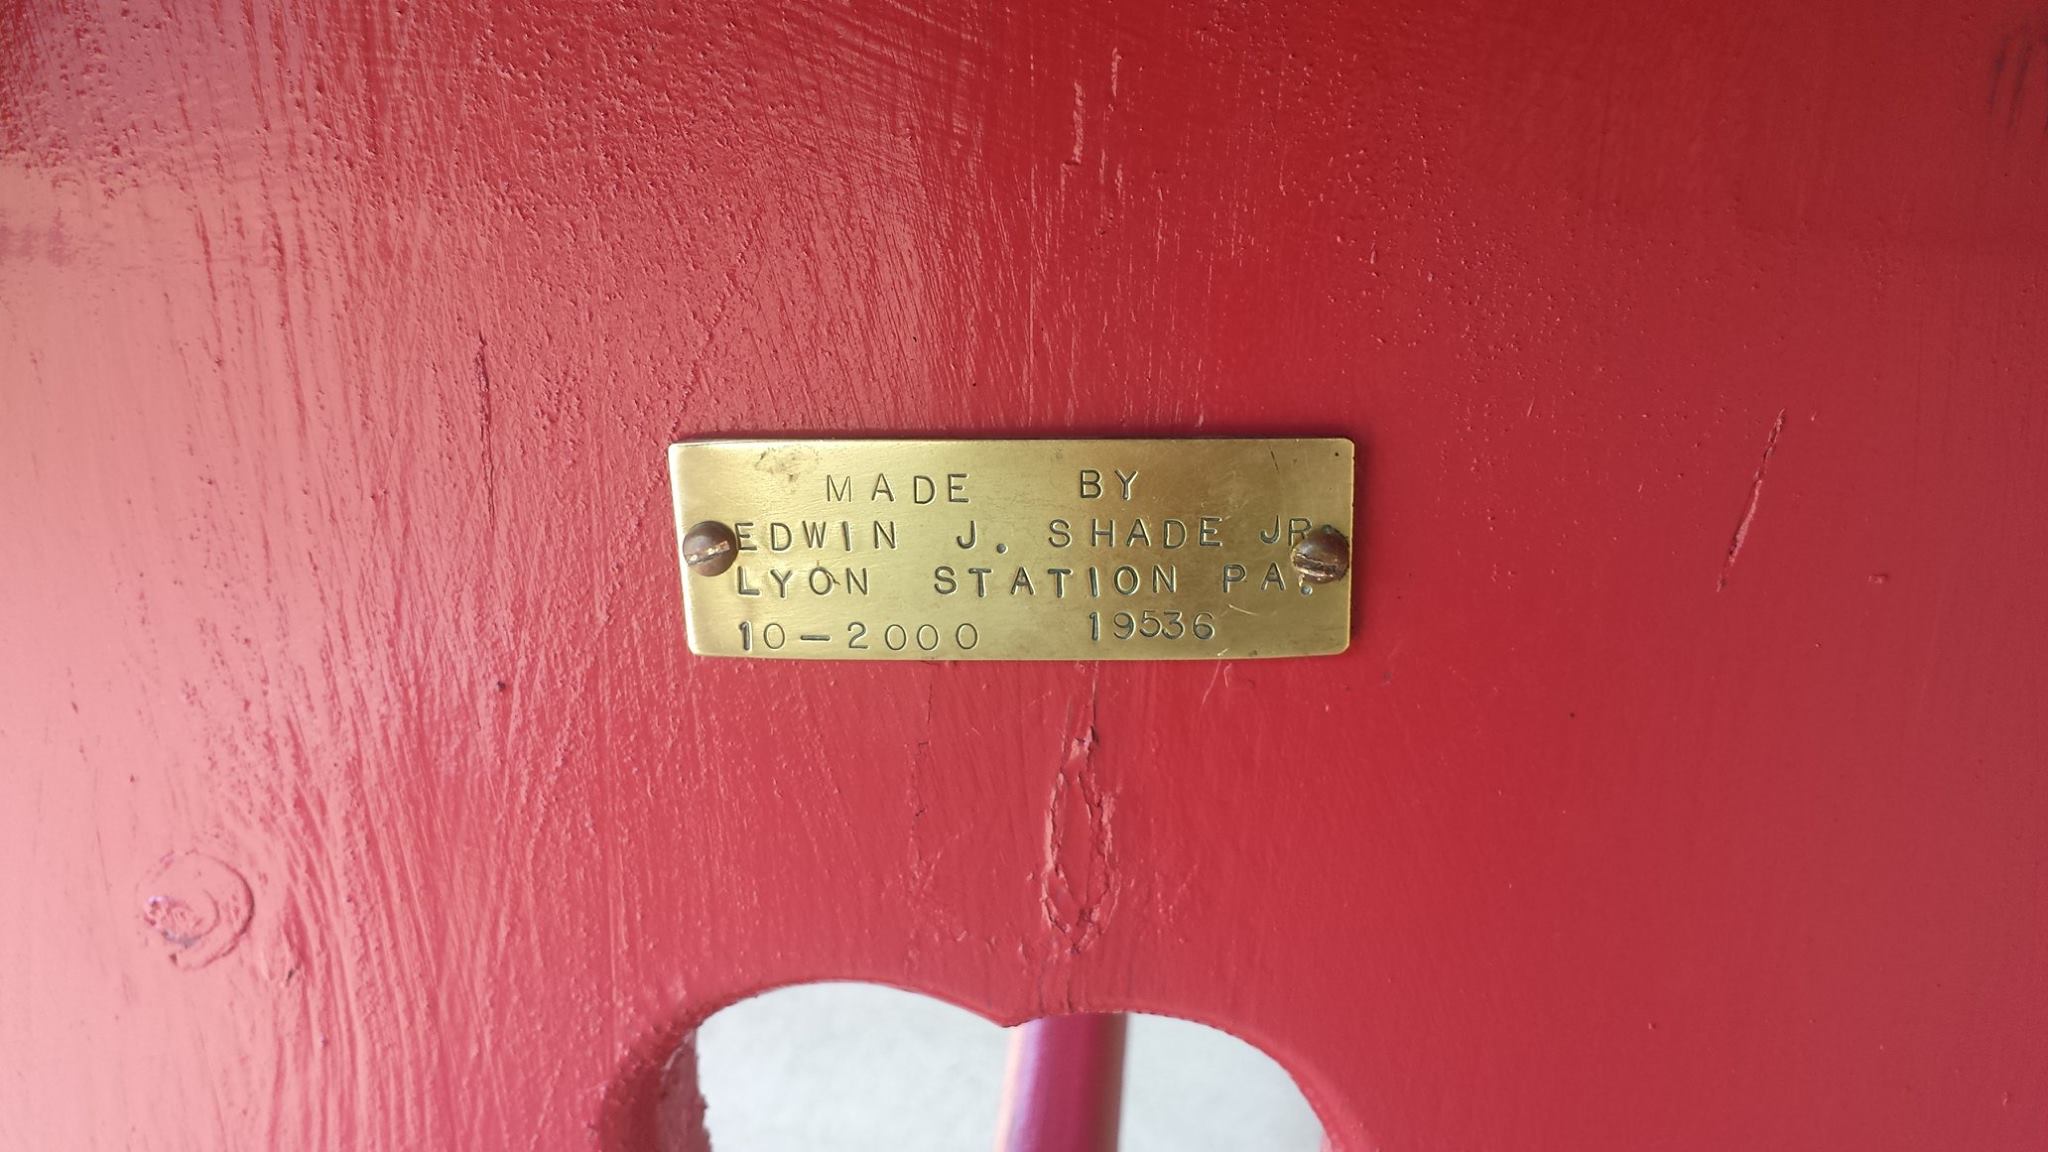 MADE BY
EDWIN J. SHADE JR.
LYON STATION PA.
10-2000 19536